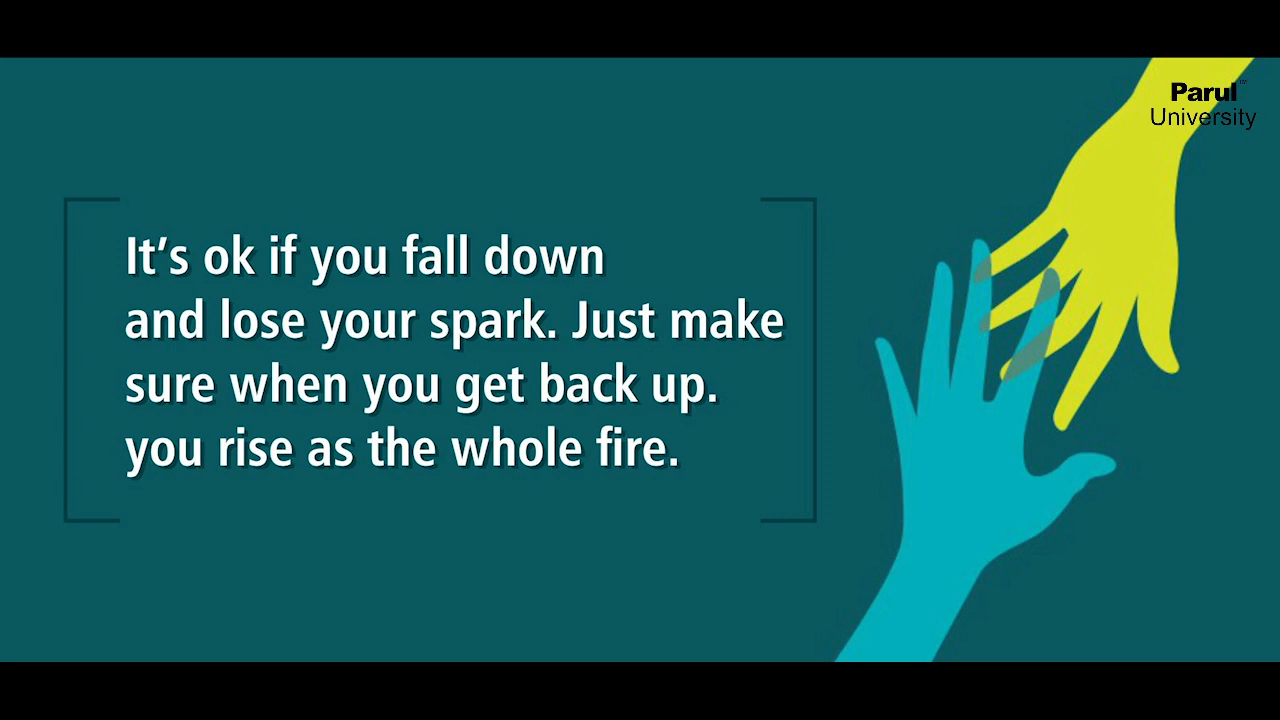 Parul™
University
It’s ok if you fall down
and lose your spark. Just make
sure when you get back up.
you rise as the whole fire.